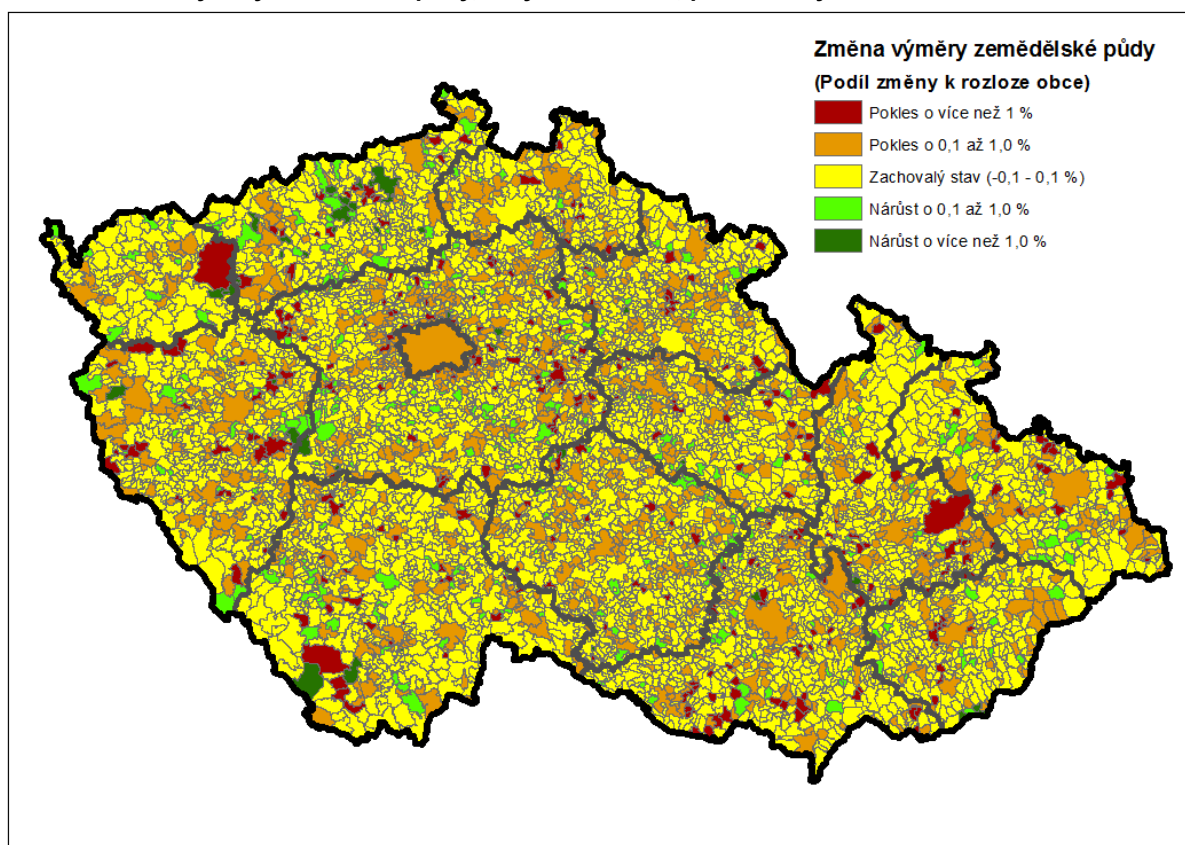 Změna výměry zemědělské půdy
(Podíl změny k rozloze obce)
Pokles o více než 1 %
Pokles o 0,1 až 1,0 %
Zachovalý stav (-0,1 - 0,1 %)
Nárůst o 0,1 až 1,0 %
Nárůst o více než 1,0 %